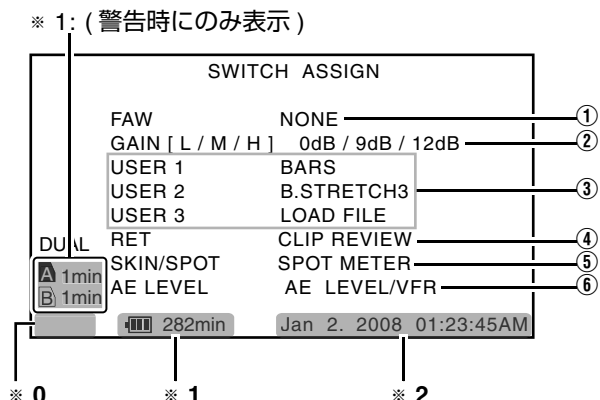 ※ 1: ( 警告時にのみ表示 )
SWITCH ASSIGN
FAW NONE ①
GAIN [ L / M / H ] 0dB / 9dB / 12dB ②
USER 1 BARS
USER 2 B.STRETCH3 ③
USER 3 LOAD FILE
DUAL RET CLIP REVIEW ④
A 1min SKIN/SPOT SPOT METER ⑤
B 1min AE LEVEL AE LEVEL/VFR ⑥
282min Jan 2. 2008 01:23:45AM
※ 0 ※ 1 ※ 2